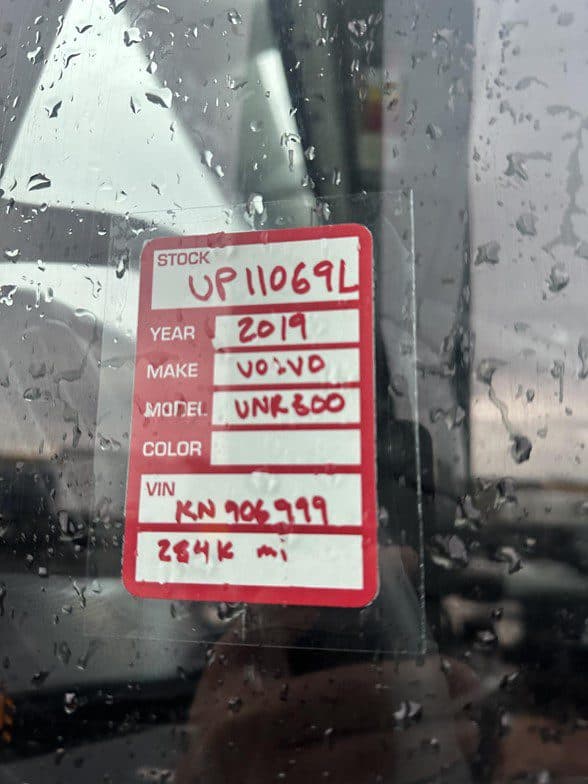 STOCK UP11069L
YEAR 2019
MAKE VOLVO
MODEL VNR300
COLOR
VIN KN906999
284K mi